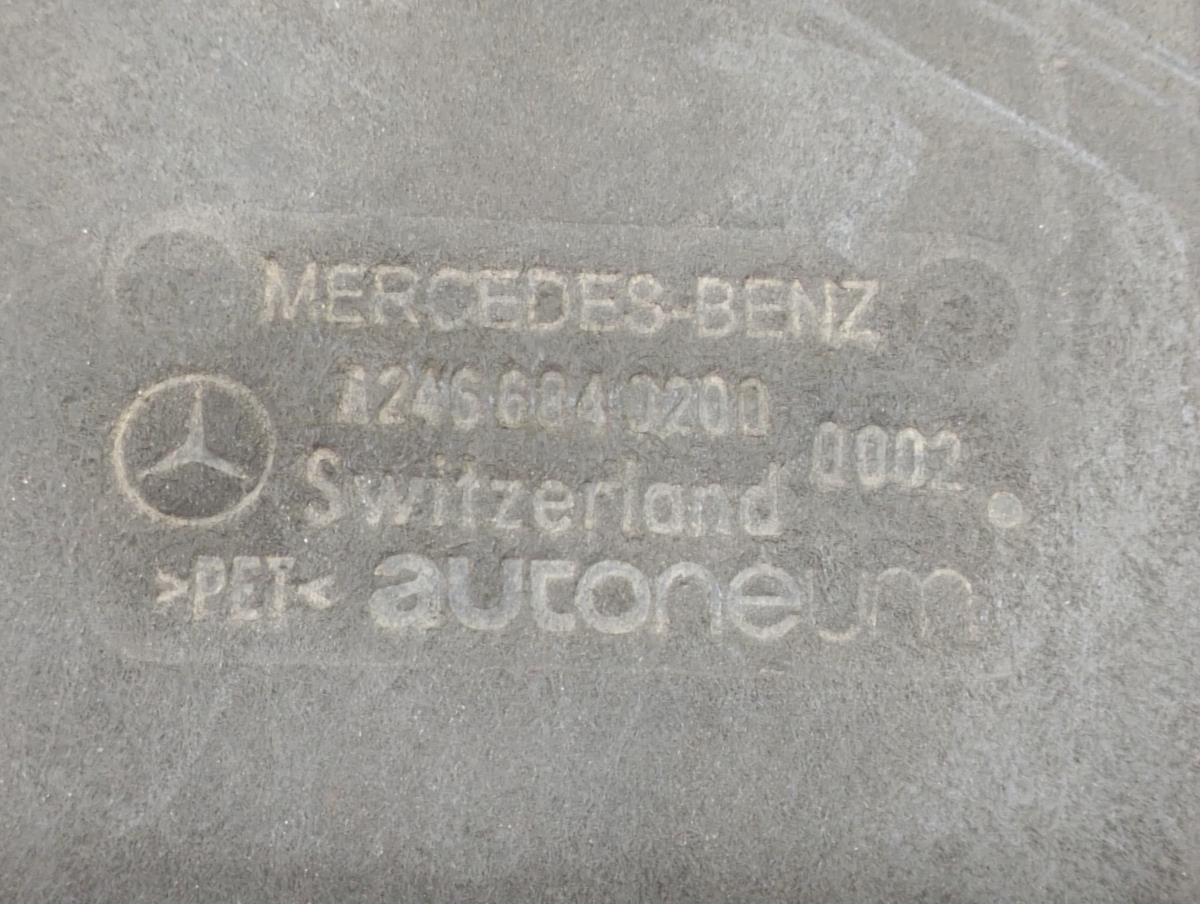 MERCEDES-BENZ
A246 684 0200
0002
Switzerland
>PET< autoneum